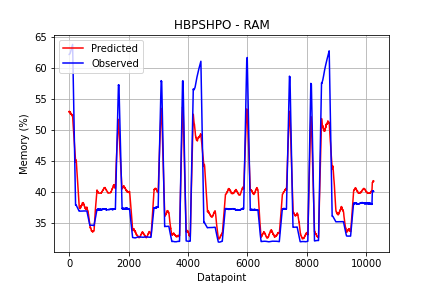 HBPSHPO - RAM
Predicted
Observed
Memory (%)
65
60
55
50
45
40
35
0
2000
4000
6000
8000
10000
Datapoint